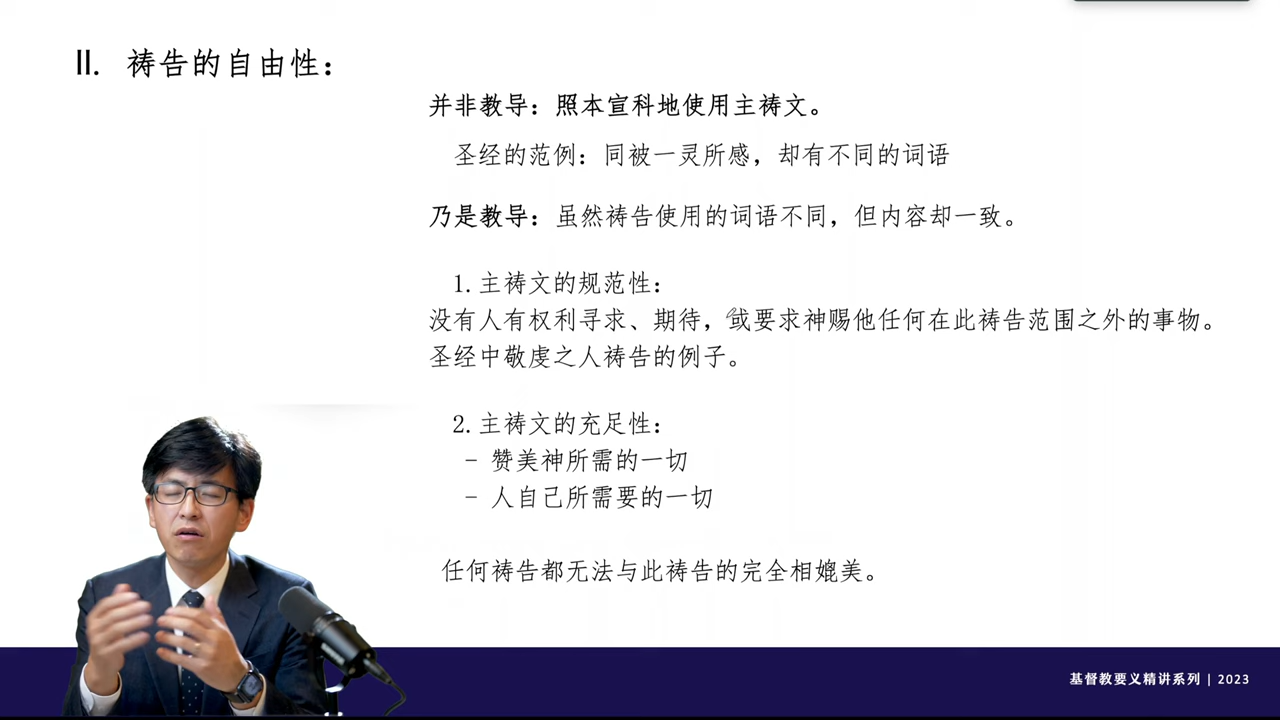 II. 祷告的自由性：
并非教导：照本宣科地使用主祷文。
圣经的范例：同被一灵所感，却有不同的词语
乃是教导：虽然祷告使用的词语不同，但内容却一致。
1.主祷文的规范性：
没有人有权利寻求、期待，或要求神赐他任何在此祷告范围之外的事物。
圣经中敬虔之人祷告的例子。
2.主祷文的充足性：
- 赞美神所需的一切
- 人自己所需要的一切
任何祷告都无法与此祷告的完全相媲美。
基督教要义精讲系列 | 2023